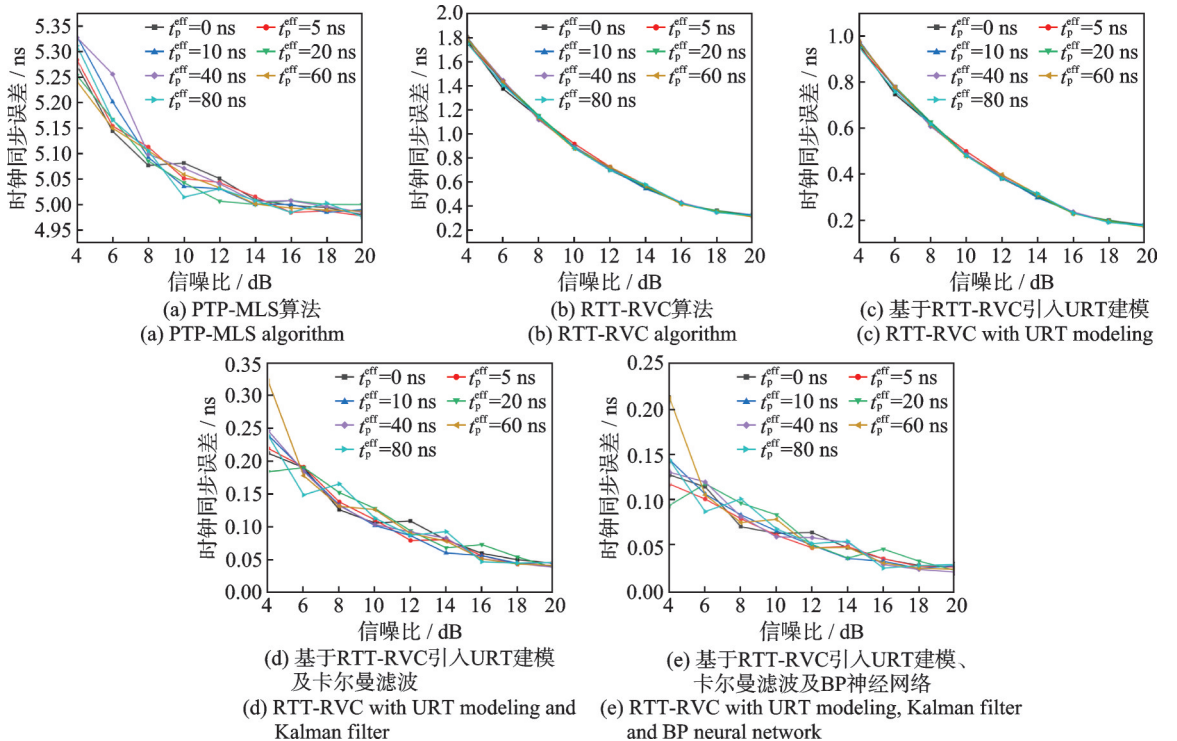 时钟同步误差 / ns
5.35
5.30
5.25
5.20
5.15
5.10
5.05
5.00
4.95
t_p^eff=0 ns t_p^eff=5 ns
t_p^eff=10 ns t_p^eff=20 ns
t_p^eff=40 ns t_p^eff=60 ns
t_p^eff=80 ns
4 6 8 10 12 14 16 18 20
信噪比 / dB
(a) PTP-MLS算法
(a) PTP-MLS algorithm
时钟同步误差 / ns
2.0
1.8
1.6
1.4
1.2
1.0
0.8
0.6
0.4
0.2
t_p^eff=0 ns t_p^eff=5 ns
t_p^eff=10 ns t_p^eff=20 ns
t_p^eff=40 ns t_p^eff=60 ns
t_p^eff=80 ns
4 6 8 10 12 14 16 18 20
信噪比 / dB
(b) RTT-RVC算法
(b) RTT-RVC algorithm
时钟同步误差 / ns
1.0
0.8
0.6
0.4
0.2
t_p^eff=0 ns t_p^eff=5 ns
t_p^eff=10 ns t_p^eff=20 ns
t_p^eff=40 ns t_p^eff=60 ns
t_p^eff=80 ns
4 6 8 10 12 14 16 18 20
信噪比 / dB
(c) 基于RTT-RVC引入URT建模
(c) RTT-RVC with URT modeling
时钟同步误差 / ns
0.35
0.30
0.25
0.20
0.15
0.10
0.05
0.00
t_p^eff=0 ns t_p^eff=5 ns
t_p^eff=10 ns t_p^eff=20 ns
t_p^eff=40 ns t_p^eff=60 ns
t_p^eff=80 ns
4 6 8 10 12 14 16 18 20
信噪比 / dB
(d) 基于RTT-RVC引入URT建模
及卡尔曼滤波
(d) RTT-RVC with URT modeling and
Kalman filter
时钟同步误差 / ns
0.25
0.20
0.15
0.10
0.05
0.00
t_p^eff=0 ns t_p^eff=5 ns
t_p^eff=10 ns t_p^eff=20 ns
t_p^eff=40 ns t_p^eff=60 ns
t_p^eff=80 ns
4 6 8 10 12 14 16 18 20
信噪比 / dB
(e) 基于RTT-RVC引入URT建模、
卡尔曼滤波及BP神经网络
(e) RTT-RVC with URT modeling, Kalman filter
and BP neural network